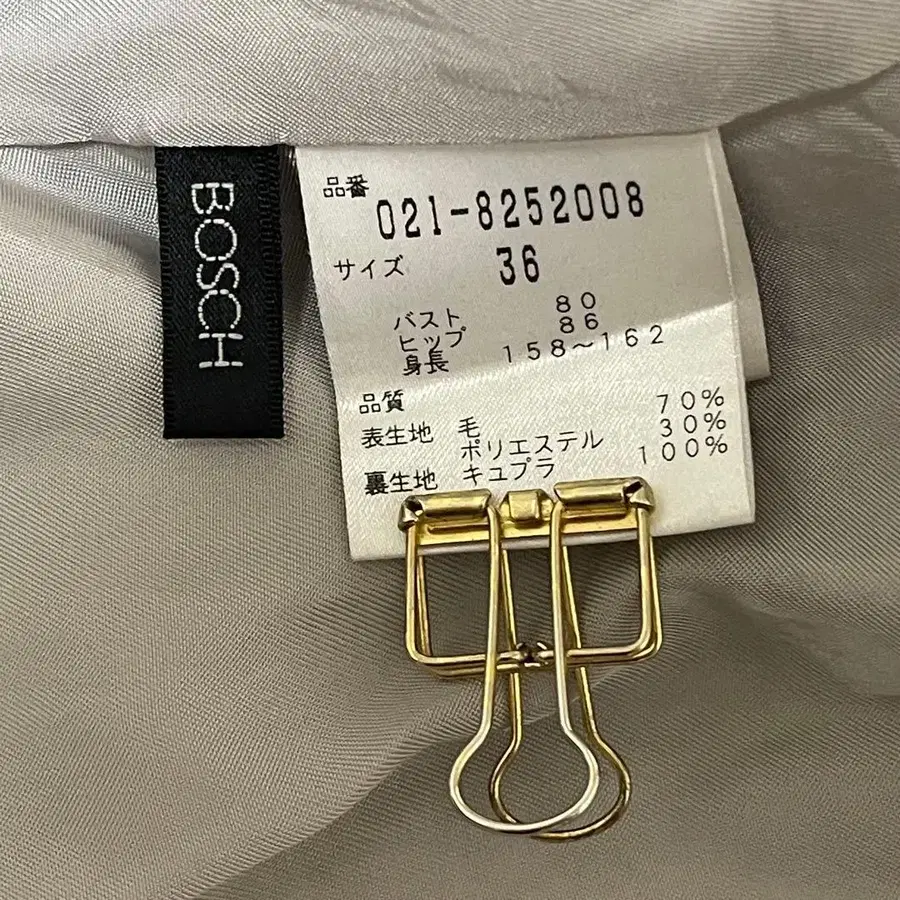 BOSCH
品番 021-8252008
サイズ 36
バスト 80
ヒップ 86
身長 158~162
品質
表生地 毛 70%
ポリエステル 30%
裏生地 キュプラ 100%